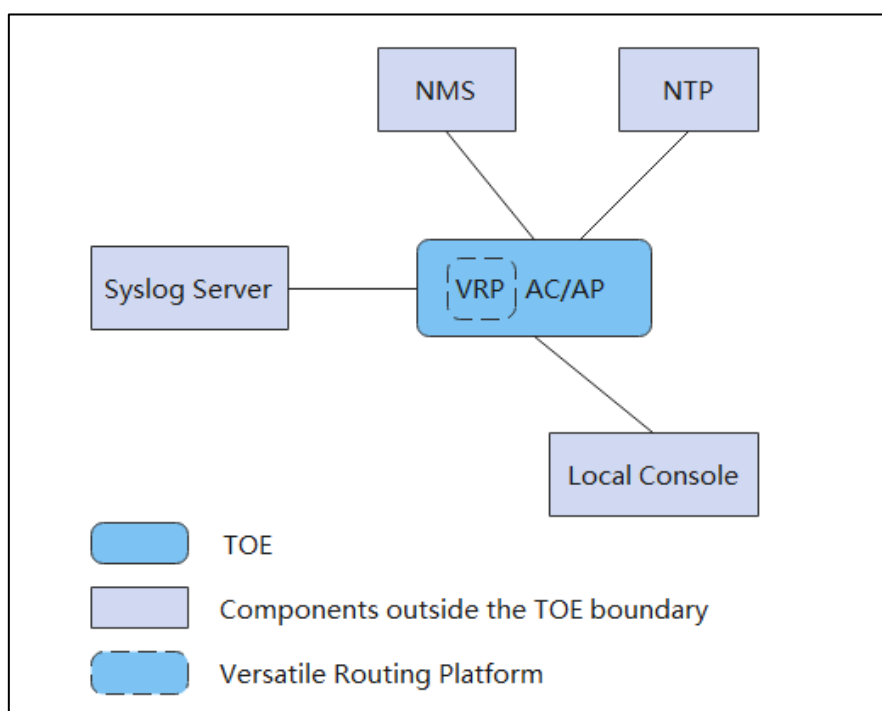 NMS
NTP
Syslog Server
VRP AC/AP
Local Console
TOE
Components outside the TOE boundary
Versatile Routing Platform